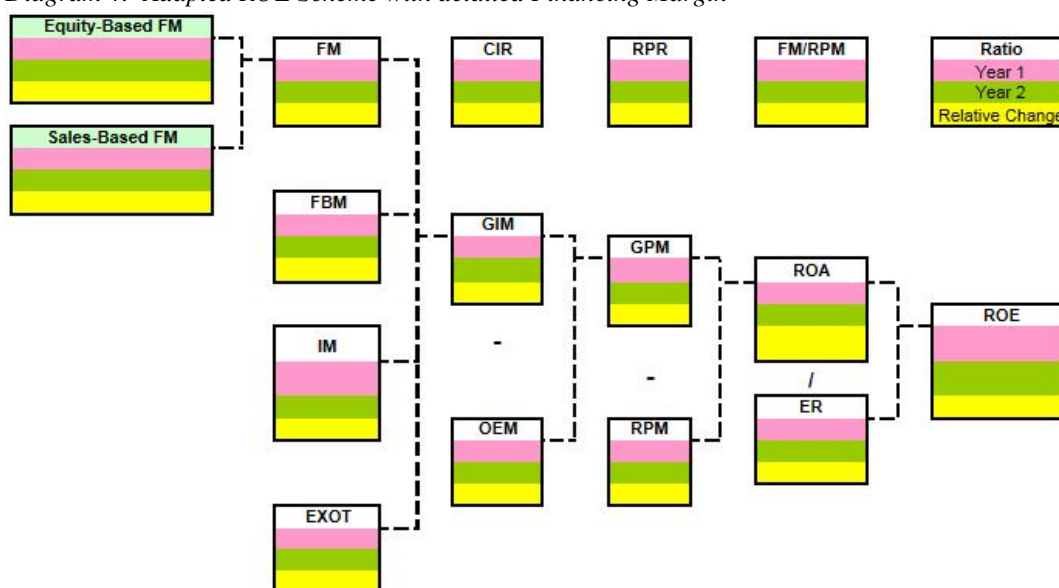 Diagram 4: Adapted ROE Scheme with detailed Financing Margin
Equity-Based FM
FM
CIR
RPR
FM/RPM
Ratio
Year 1
Year 2
Relative Change
Sales-Based FM
FBM
GIM
GPM
ROA
ROE
IM
-
-
/
OEM
RPM
ER
EXOT